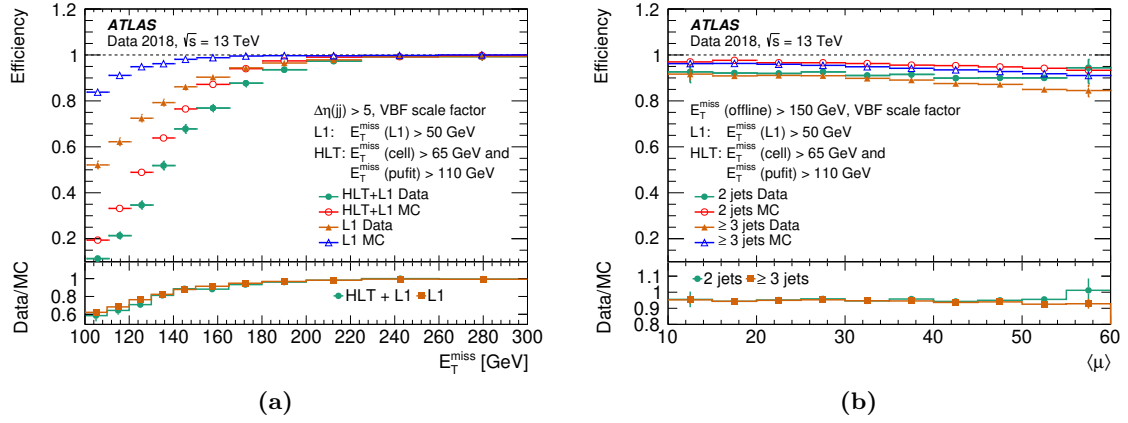 ATLAS
Data 2018, √s = 13 TeV
Efficiency
1
0.8
0.6
0.4
0.2
Δη(jj) > 5, VBF scale factor
L1: E_T^miss (L1) > 50 GeV
HLT: E_T^miss (cell) > 65 GeV and
E_T^miss (pufit) > 110 GeV
HLT+L1 Data
HLT+L1 MC
L1 Data
L1 MC
Data/MC
1.0
0.8
0.6
HLT + L1 L1
100 120 140 160 180 200 220 240 260 280 300
E_T^miss [GeV]
(a)
ATLAS
Data 2018, √s = 13 TeV
Efficiency
1
0.8
0.6
0.4
0.2
E_T^miss (offline) > 150 GeV, VBF scale factor
L1: E_T^miss (L1) > 50 GeV
HLT: E_T^miss (cell) > 65 GeV and
E_T^miss (pufit) > 110 GeV
2 jets Data
2 jets MC
≥ 3 jets Data
≥ 3 jets MC
Data/MC
1.1
1.0
0.9
0.8
2 jets ≥ 3 jets
10 20 30 40 50 60
⟨μ⟩
(b)